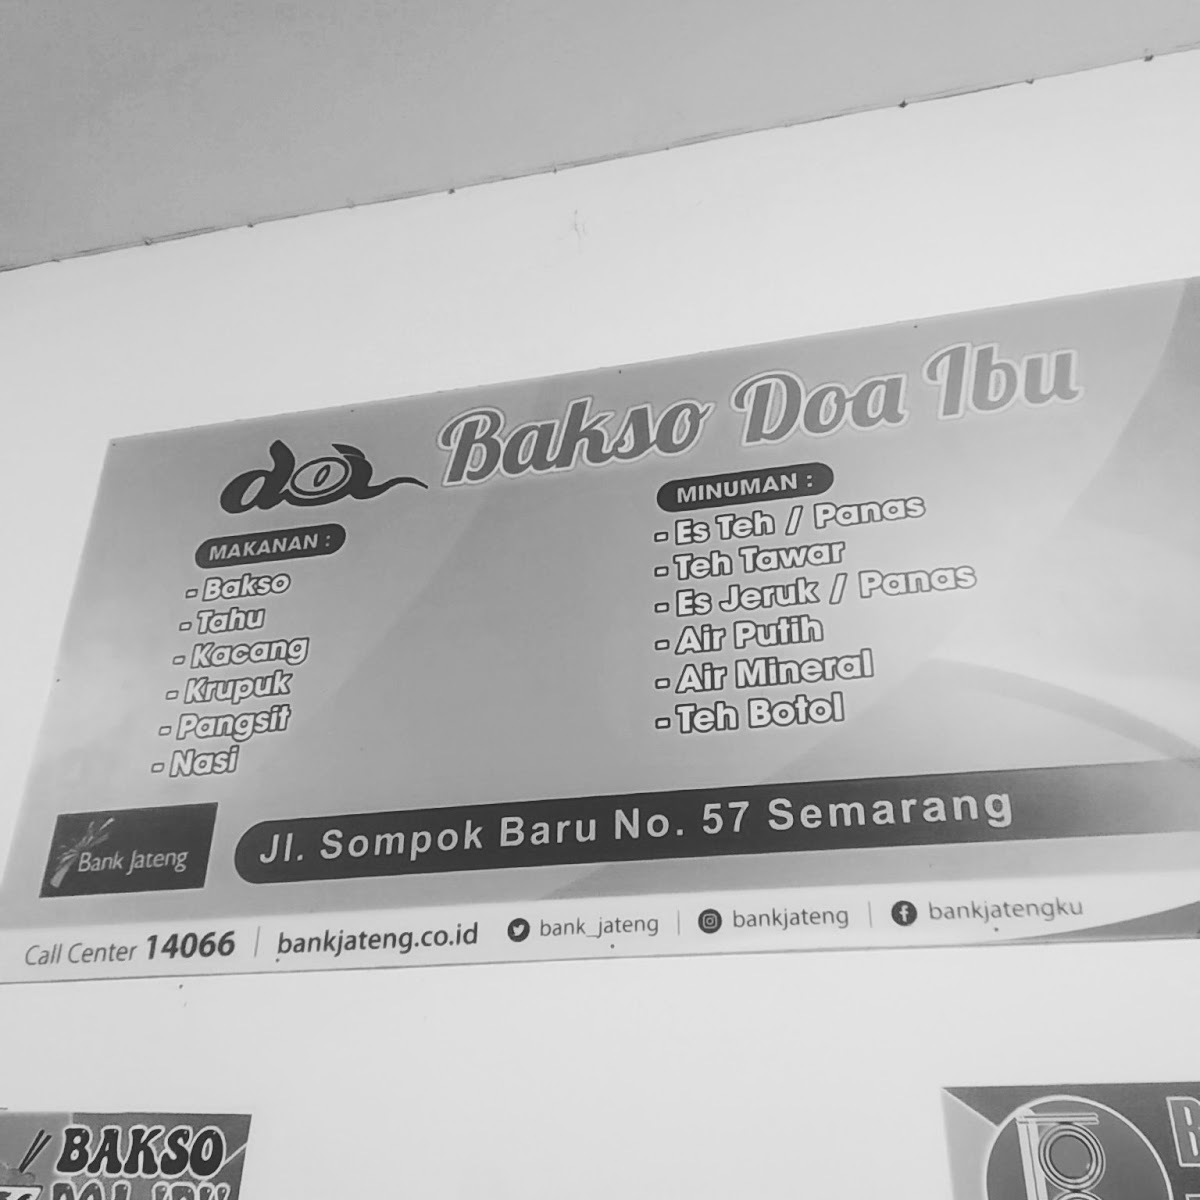 doa Bakso Doa Ibu
MAKANAN :
- Bakso
- Tahu
- Kacang
- Krupuk
- Pangsit
- Nasi
MINUMAN :
- Es Teh / Panas
- Teh Tawar
- Es Jeruk / Panas
- Air Putih
- Air Mineral
- Teh Botol
Bank Jateng
Jl. Sompok Baru No. 57 Semarang
Call Center 14066 | bankjateng.co.id bank_jateng | bankjateng | bankjatengku
BAKSO
DOA IBU